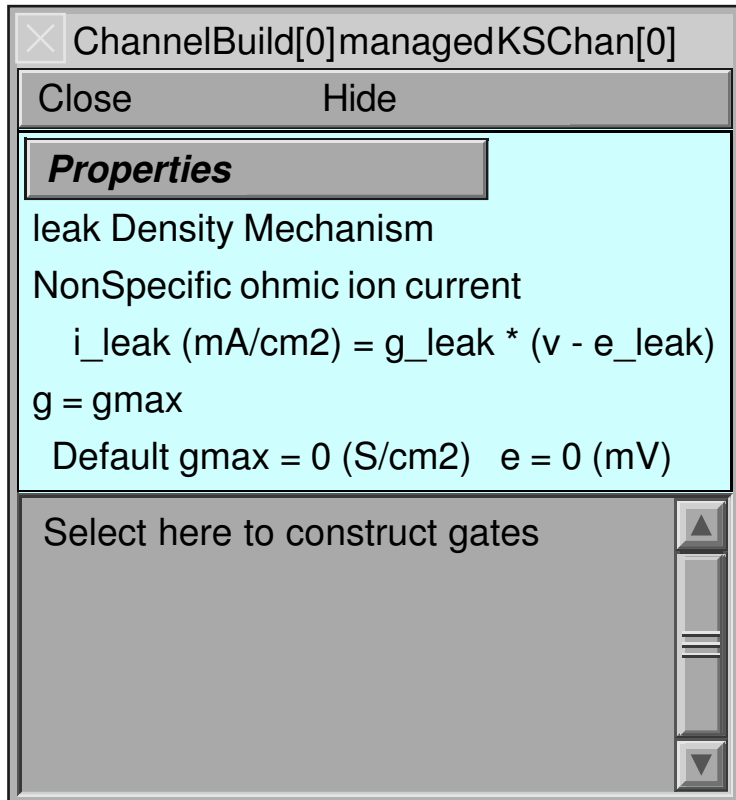 ChannelBuild[0]managedKSChan[0]
Close Hide
Properties
leak Density Mechanism
NonSpecific ohmic ion current
i_leak (mA/cm2) = g_leak * (v - e_leak)
g = gmax
Default gmax = 0 (S/cm2) e = 0 (mV)
Select here to construct gates